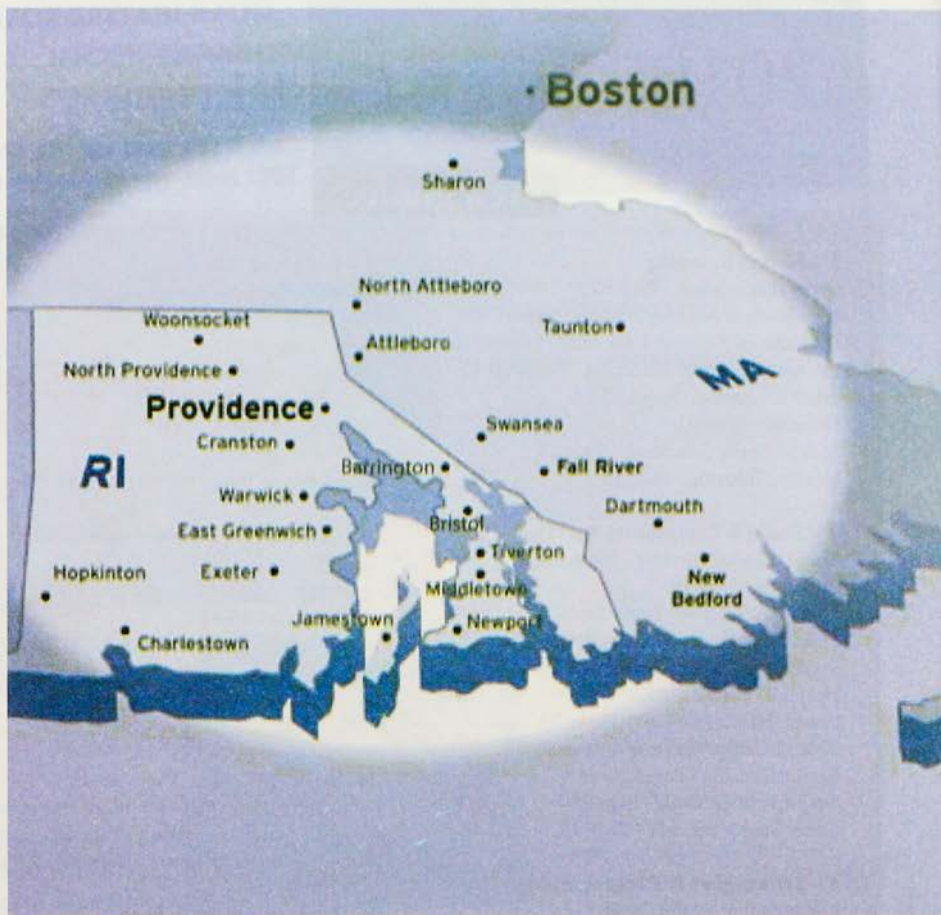 Boston
Sharon
North Attleboro
Woonsocket
Taunton
Attleboro
North Providence
MA
Providence
Swansea
Cranston
Barrington
Fall River
RI
Warwick
Dartmouth
Bristol
East Greenwich
Tiverton
Hopkinton
Exeter
Middletown
New
Bedford
Jamestown
Newport
Charlestown